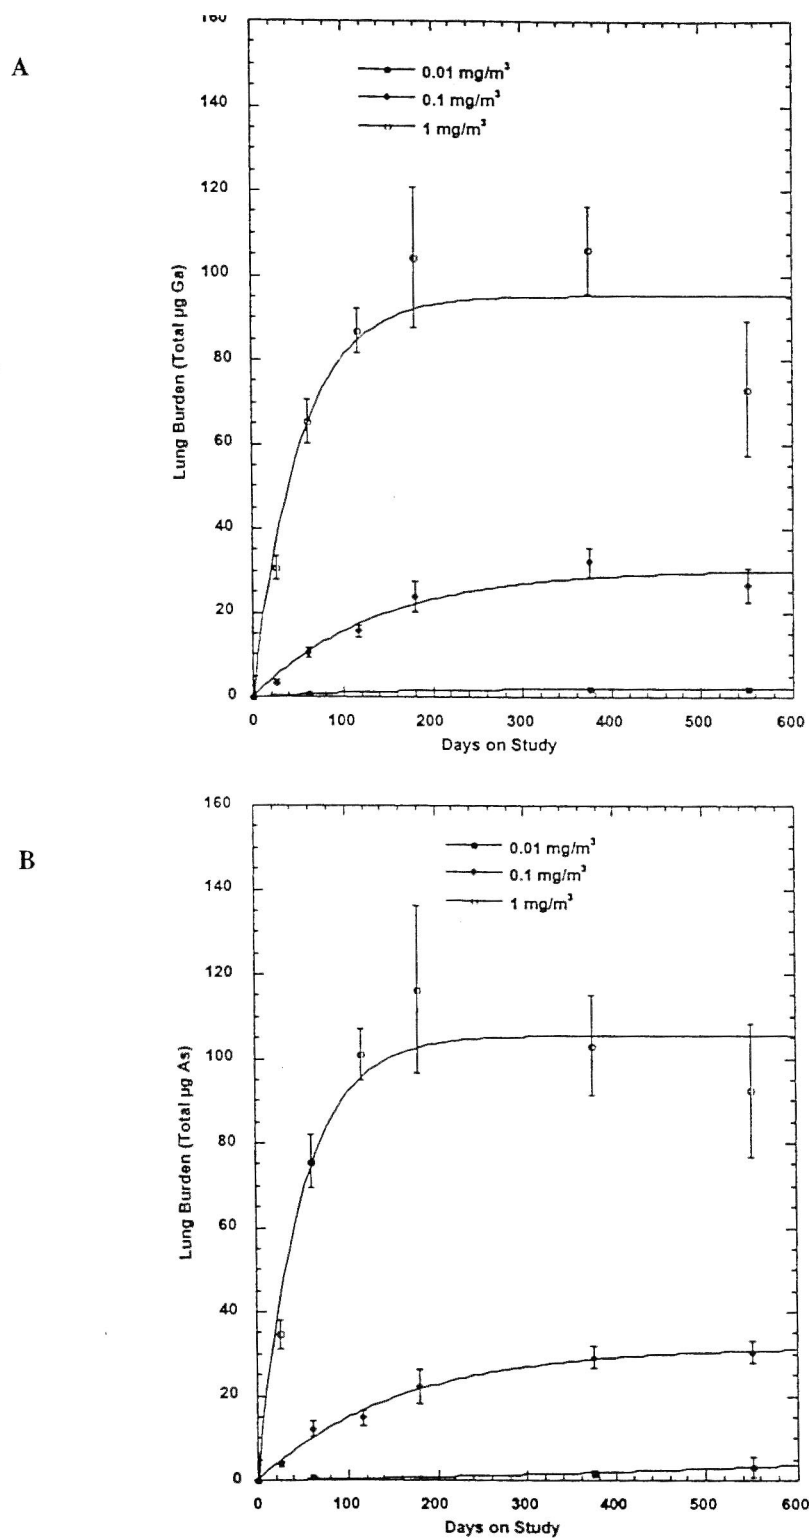 A
160
140
120
100
80
60
40
20
0
Lung Burden (Total µg Ga)
0.01 mg/m³
0.1 mg/m³
1 mg/m³
0 100 200 300 400 500 600
Days on Study
B
160
140
120
100
80
60
40
20
0
Lung Burden (Total µg As)
0.01 mg/m³
0.1 mg/m³
1 mg/m³
0 100 200 300 400 500 600
Days on Study